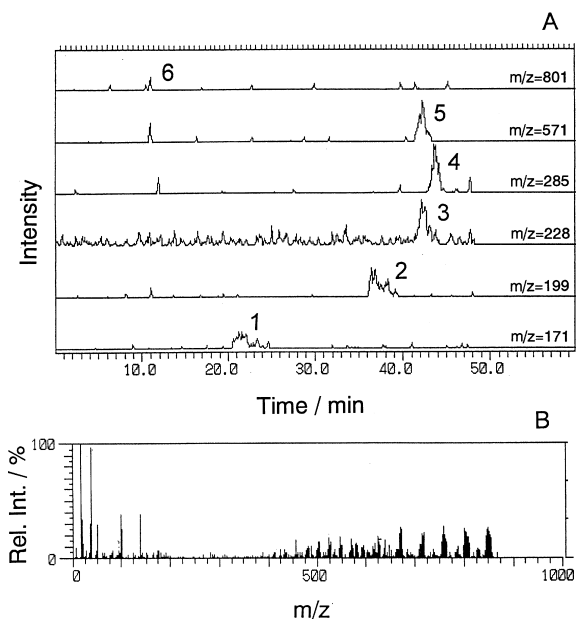 A
6
m/z=801
5
m/z=571
4
m/z=285
3
m/z=228
2
m/z=199
1
m/z=171
Intensity
10.0 20.0 30.0 40.0 50.0
Time / min
B
100
0
Rel. Int. / %
0 500 1000
m/z